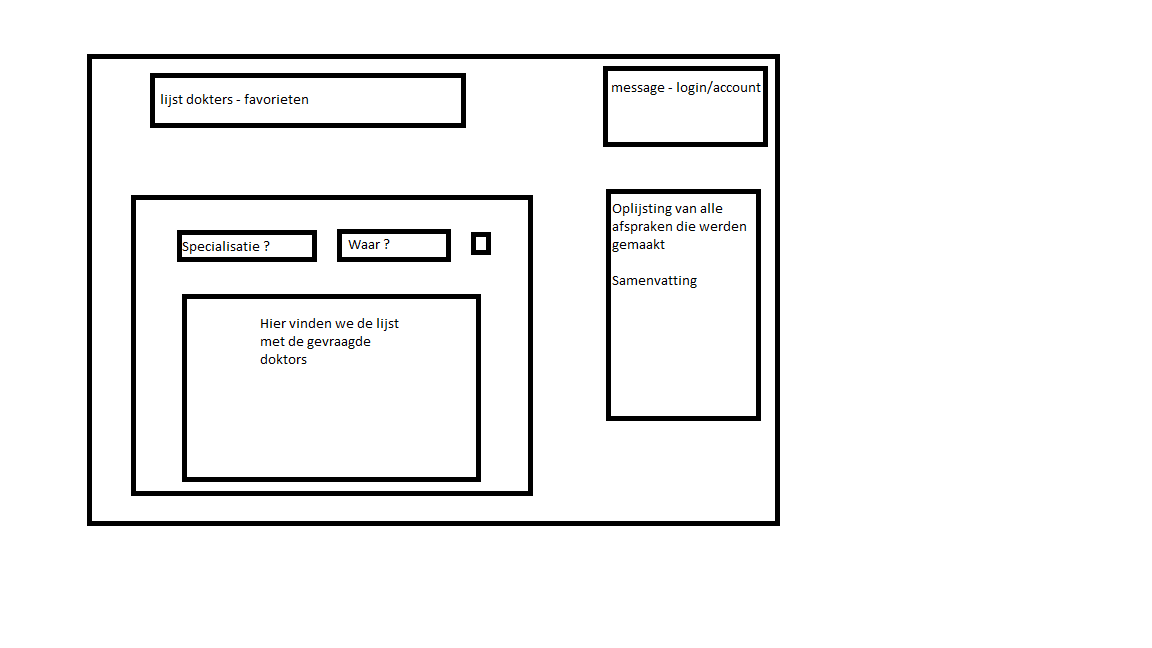 lijst dokters - favorieten
message - login/account
Specialisatie ?
Waar ?
Hier vinden we de lijst
met de gevraagde
doktors
Oplijsting van alle
afspraken die werden
gemaakt
Samenvatting